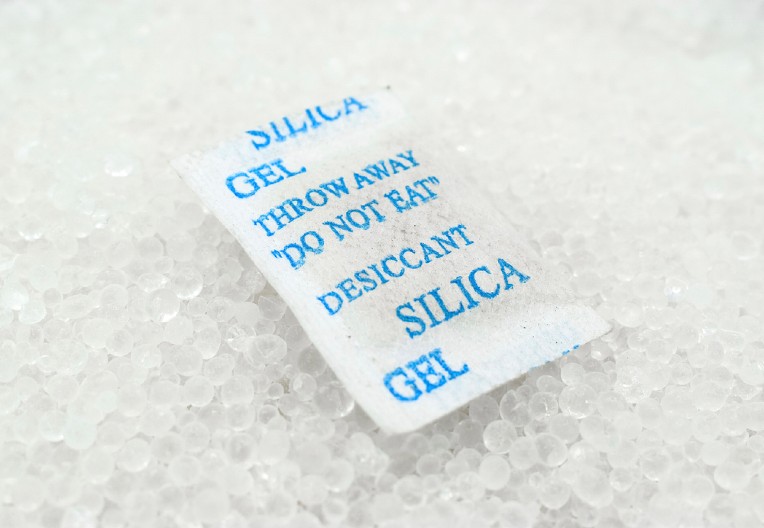 SILICA
GEL
THROW AWAY
"DO NOT EAT"
DESICCANT
SILICA
GEL